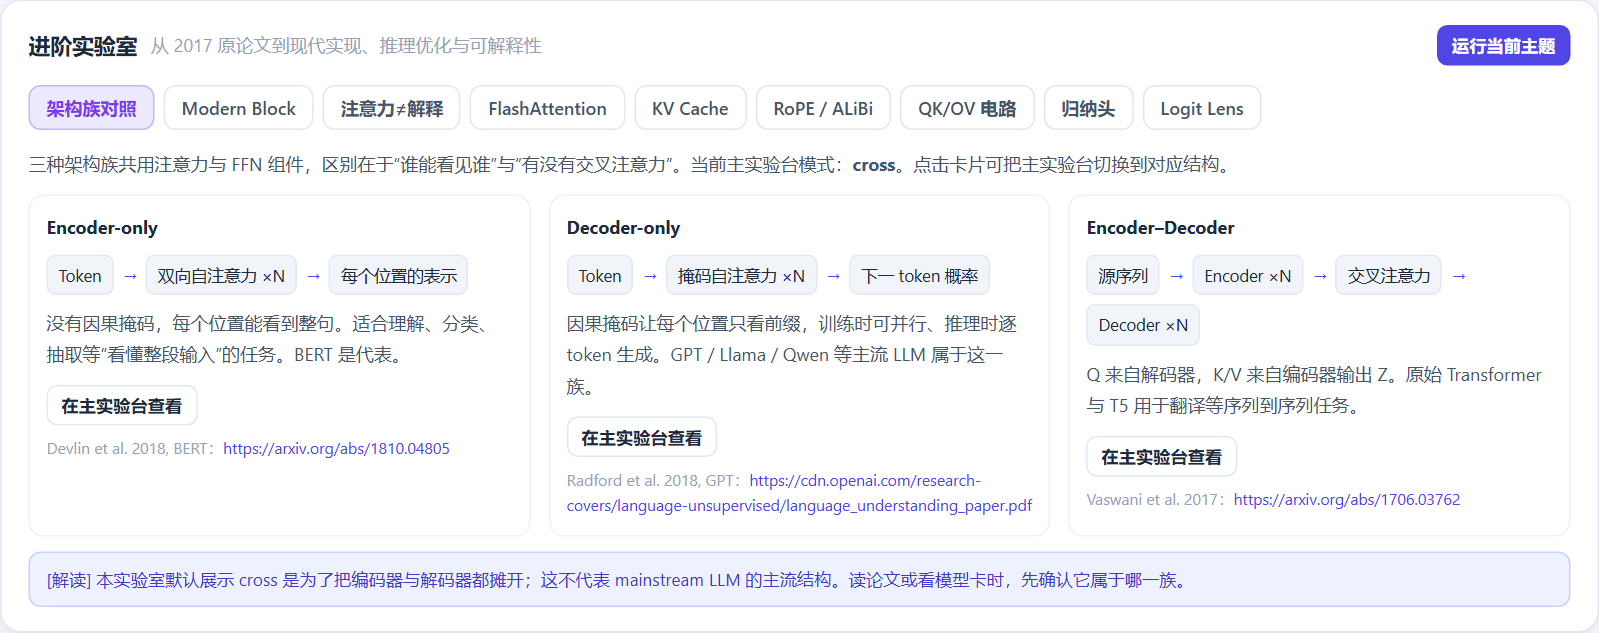 进阶实验室 从 2017 原论文到现代实现、推理优化与可解释性 运行当前主题
架构族对照 Modern Block 注意力≠解释 FlashAttention KV Cache RoPE / ALiBi QK/OV 电路 归纳头 Logit Lens
三种架构族共用注意力与 FFN 组件，区别在于“谁能看见谁”与“有没有交叉注意力”。当前主实验台模式：cross。点击卡片可把主实验台切换到对应结构。
Encoder-only
Token → 双向自注意力 ×N → 每个位置的表示
没有因果掩码，每个位置能看到整句。适合理解、分类、
抽取等“看懂整段输入”的任务。BERT 是代表。
在主实验台查看
Devlin et al. 2018, BERT：https://arxiv.org/abs/1810.04805
Decoder-only
Token → 掩码自注意力 ×N → 下一 token 概率
因果掩码让每个位置只看前缀，训练时可并行、推理时逐
token 生成。GPT / Llama / Qwen 等主流 LLM 属于这一
族。
在主实验台查看
Radford et al. 2018, GPT：https://cdn.openai.com/research-
covers/language-unsupervised/language_understanding_paper.pdf
Encoder–Decoder
源序列 → Encoder ×N → 交叉注意力 →
Decoder ×N
Q 来自解码器，K/V 来自编码器输出 Z。原始 Transformer
与 T5 用于翻译等序列到序列任务。
在主实验台查看
Vaswani et al. 2017：https://arxiv.org/abs/1706.03762
[解读] 本实验室默认展示 cross 是为了把编码器与解码器都摊开；这不代表 mainstream LLM 的主流结构。读论文或看模型卡时，先确认它属于哪一族。